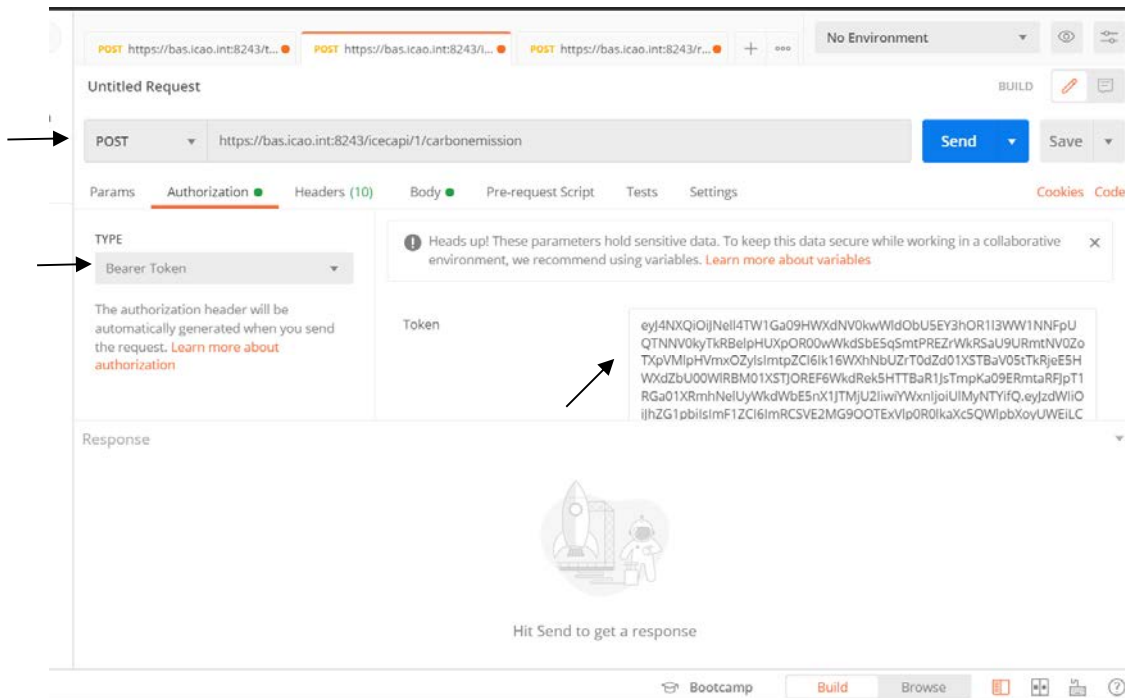 POST https://bas.icao.int:8243/t...
POST https://bas.icao.int:8243/i...
POST https://bas.icao.int:8243/r...
No Environment
Untitled Request
BUILD
POST
https://bas.icao.int:8243/icecapi/1/carbonemission
Send
Save
Params Authorization Headers (10) Body Pre-request Script Tests Settings Cookies Code
TYPE
Bearer Token
The authorization header will be
automatically generated when you send
the request. Learn more about
authorization
Heads up! These parameters hold sensitive data. To keep this data secure while working in a collaborative
environment, we recommend using variables. Learn more about variables
Token
Response
Hit Send to get a response
Bootcamp Build Browse